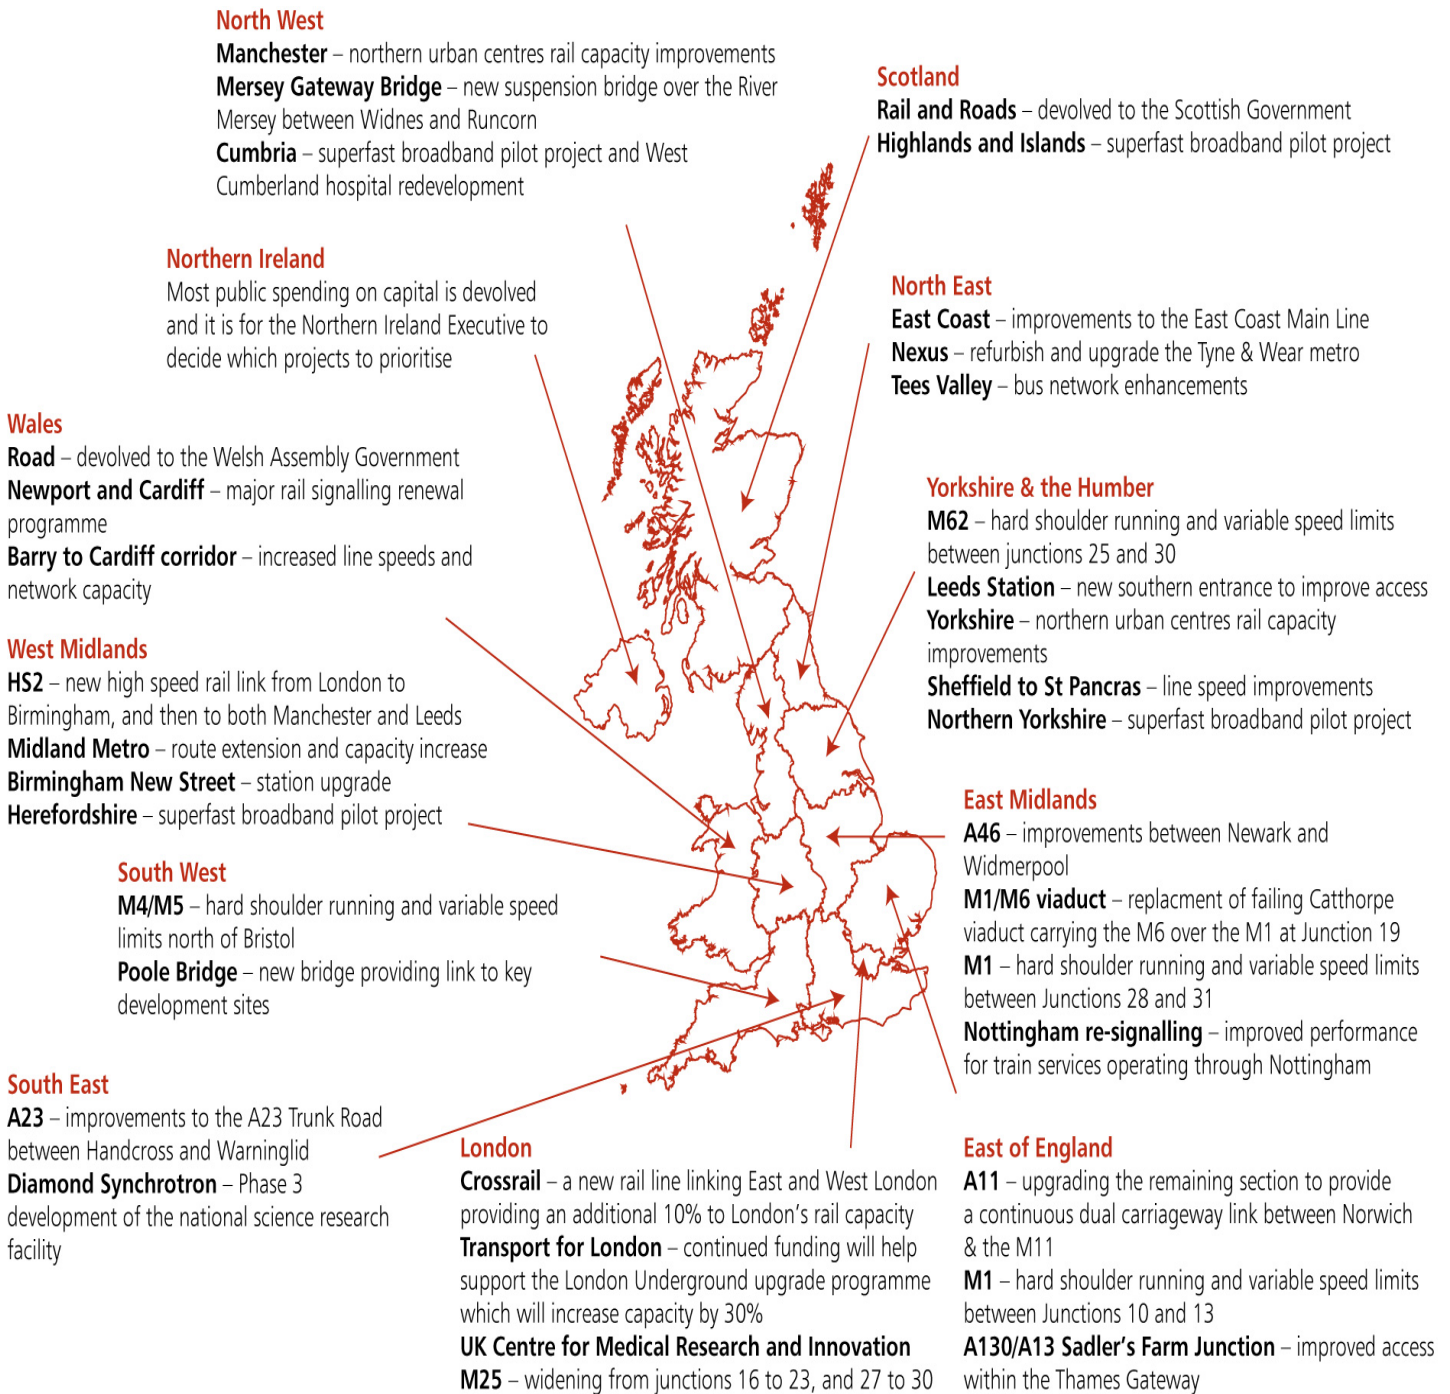 North West
Manchester – northern urban centres rail capacity improvements
Mersey Gateway Bridge – new suspension bridge over the River
Mersey between Widnes and Runcorn
Cumbria – superfast broadband pilot project and West
Cumberland hospital redevelopment
Scotland
Rail and Roads – devolved to the Scottish Government
Highlands and Islands – superfast broadband pilot project
Northern Ireland
Most public spending on capital is devolved
and it is for the Northern Ireland Executive to
decide which projects to prioritise
North East
East Coast – improvements to the East Coast Main Line
Nexus – refurbish and upgrade the Tyne & Wear metro
Tees Valley – bus network enhancements
Wales
Road – devolved to the Welsh Assembly Government
Newport and Cardiff – major rail signalling renewal
programme
Barry to Cardiff corridor – increased line speeds and
network capacity
Yorkshire & the Humber
M62 – hard shoulder running and variable speed limits
between junctions 25 and 30
Leeds Station – new southern entrance to improve access
Yorkshire – northern urban centres rail capacity
improvements
Sheffield to St Pancras – line speed improvements
Northern Yorkshire – superfast broadband pilot project
West Midlands
HS2 – new high speed rail link from London to
Birmingham, and then to both Manchester and Leeds
Midland Metro – route extension and capacity increase
Birmingham New Street – station upgrade
Herefordshire – superfast broadband pilot project
East Midlands
A46 – improvements between Newark and
Widmerpool
M1/M6 viaduct – replacment of failing Catthorpe
viaduct carrying the M6 over the M1 at Junction 19
M1 – hard shoulder running and variable speed limits
between Junctions 28 and 31
Nottingham re-signalling – improved performance
for train services operating through Nottingham
South West
M4/M5 – hard shoulder running and variable speed
limits north of Bristol
Poole Bridge – new bridge providing link to key
development sites
South East
A23 – improvements to the A23 Trunk Road
between Handcross and Warninglid
Diamond Synchrotron – Phase 3
development of the national science research
facility
London
Crossrail – a new rail line linking East and West London
providing an additional 10% to London's rail capacity
Transport for London – continued funding will help
support the London Underground upgrade programme
which will increase capacity by 30%
UK Centre for Medical Research and Innovation
M25 – widening from junctions 16 to 23, and 27 to 30
East of England
A11 – upgrading the remaining section to provide
a continuous dual carriageway link between Norwich
& the M11
M1 – hard shoulder running and variable speed limits
between Junctions 10 and 13
A130/A13 Sadler's Farm Junction – improved access
within the Thames Gateway